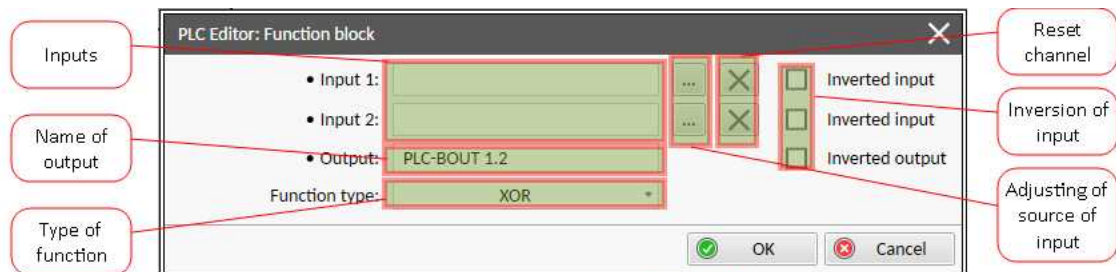 PLC Editor: Function block
Inputs
Name of
output
Type of
function
• Input 1:
...
Inverted input
• Input 2:
...
Inverted input
• Output:
PLC-BOUT 1.2
Inverted output
Function type:
XOR
OK
Cancel
Reset
channel
Inversion of
input
Adjusting of
source of
input